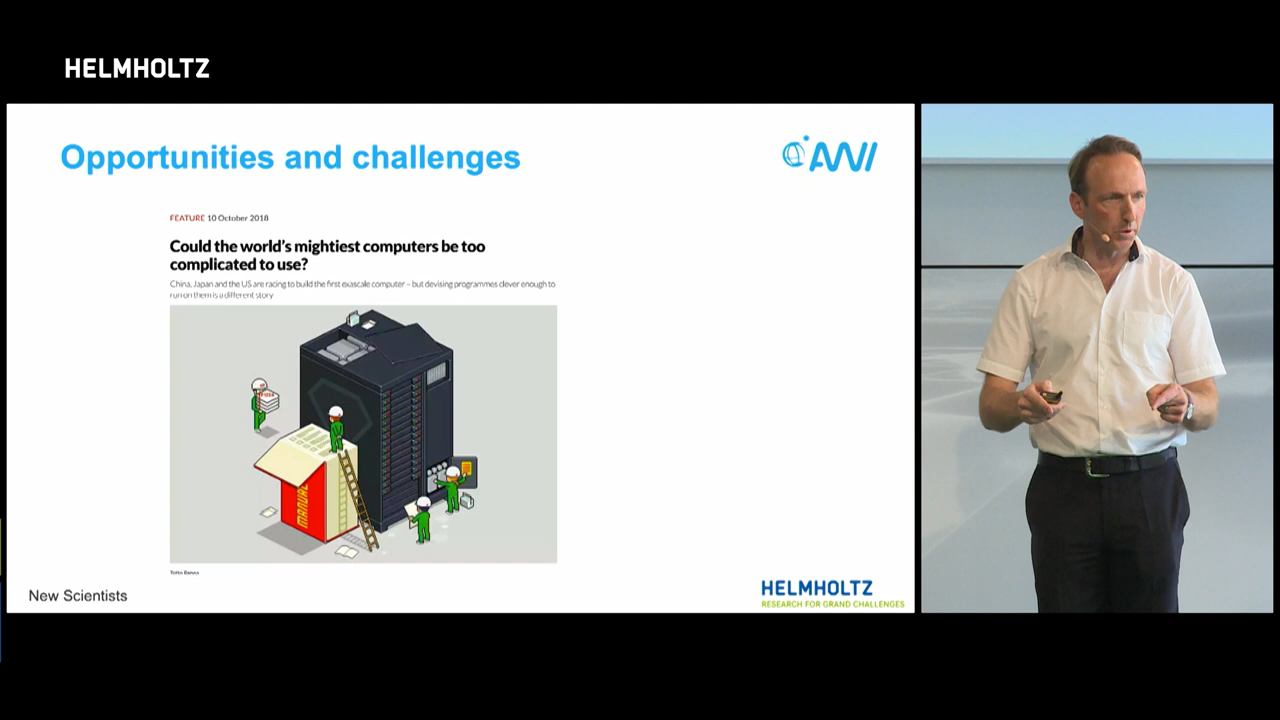 HELMHOLTZ
Opportunities and challenges
AWI
FEATURE 10 October 2018
Could the world's mightiest computers be too
complicated to use?
China, Japan and the US are racing to build the first exascale computer – but devising programmes clever enough to
run on them is a different story
MANUAL
New Scientists
HELMHOLTZ
RESEARCH FOR GRAND CHALLENGES